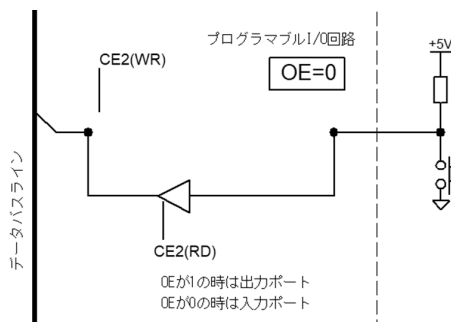 プログラマブルI/O回路
+5V
CE2(WR)
OE=0
データバスライン
CE2(RD)
OEが1の時は出力ポート
OEが0の時は入力ポート